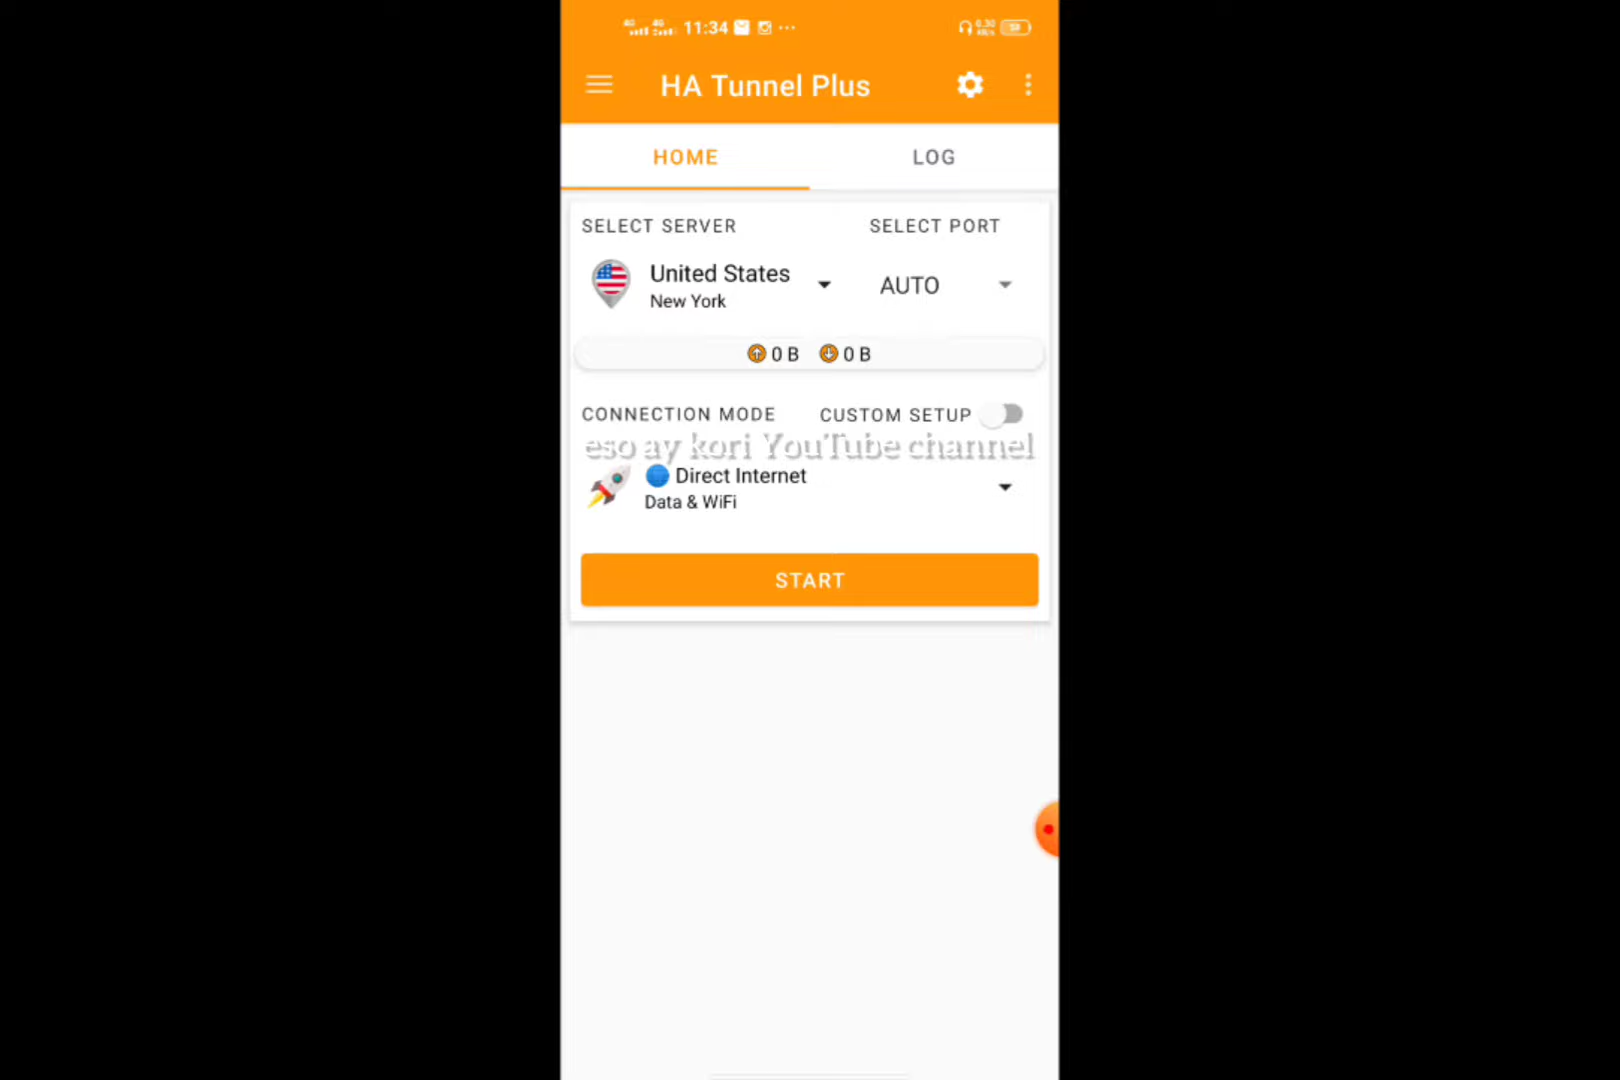 11:34
HA Tunnel Plus
HOME LOG
SELECT SERVER SELECT PORT
United States
New York
AUTO
0 B 0 B
CONNECTION MODE CUSTOM SETUP
eso ay kori YouTube channel
Direct Internet
Data & WiFi
START